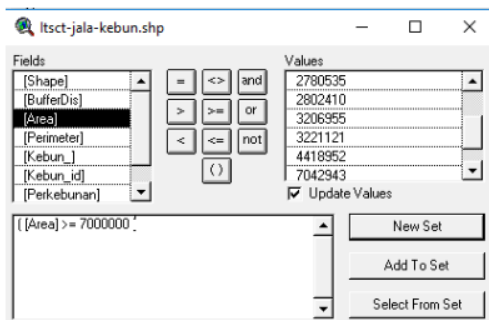 ltsct-jala-kebun.shp
Fields
[Shape]
[BufferDis]
[Area]
[Perimeter]
[Kebun_]
[Kebun_id]
[Perkebunan]
= <> and
> >= or
< <= not
()
Values
2780535
2802410
3206955
3221121
4418952
7042943
Update Values
( [Area] >= 7000000
New Set
Add To Set
Select From Set